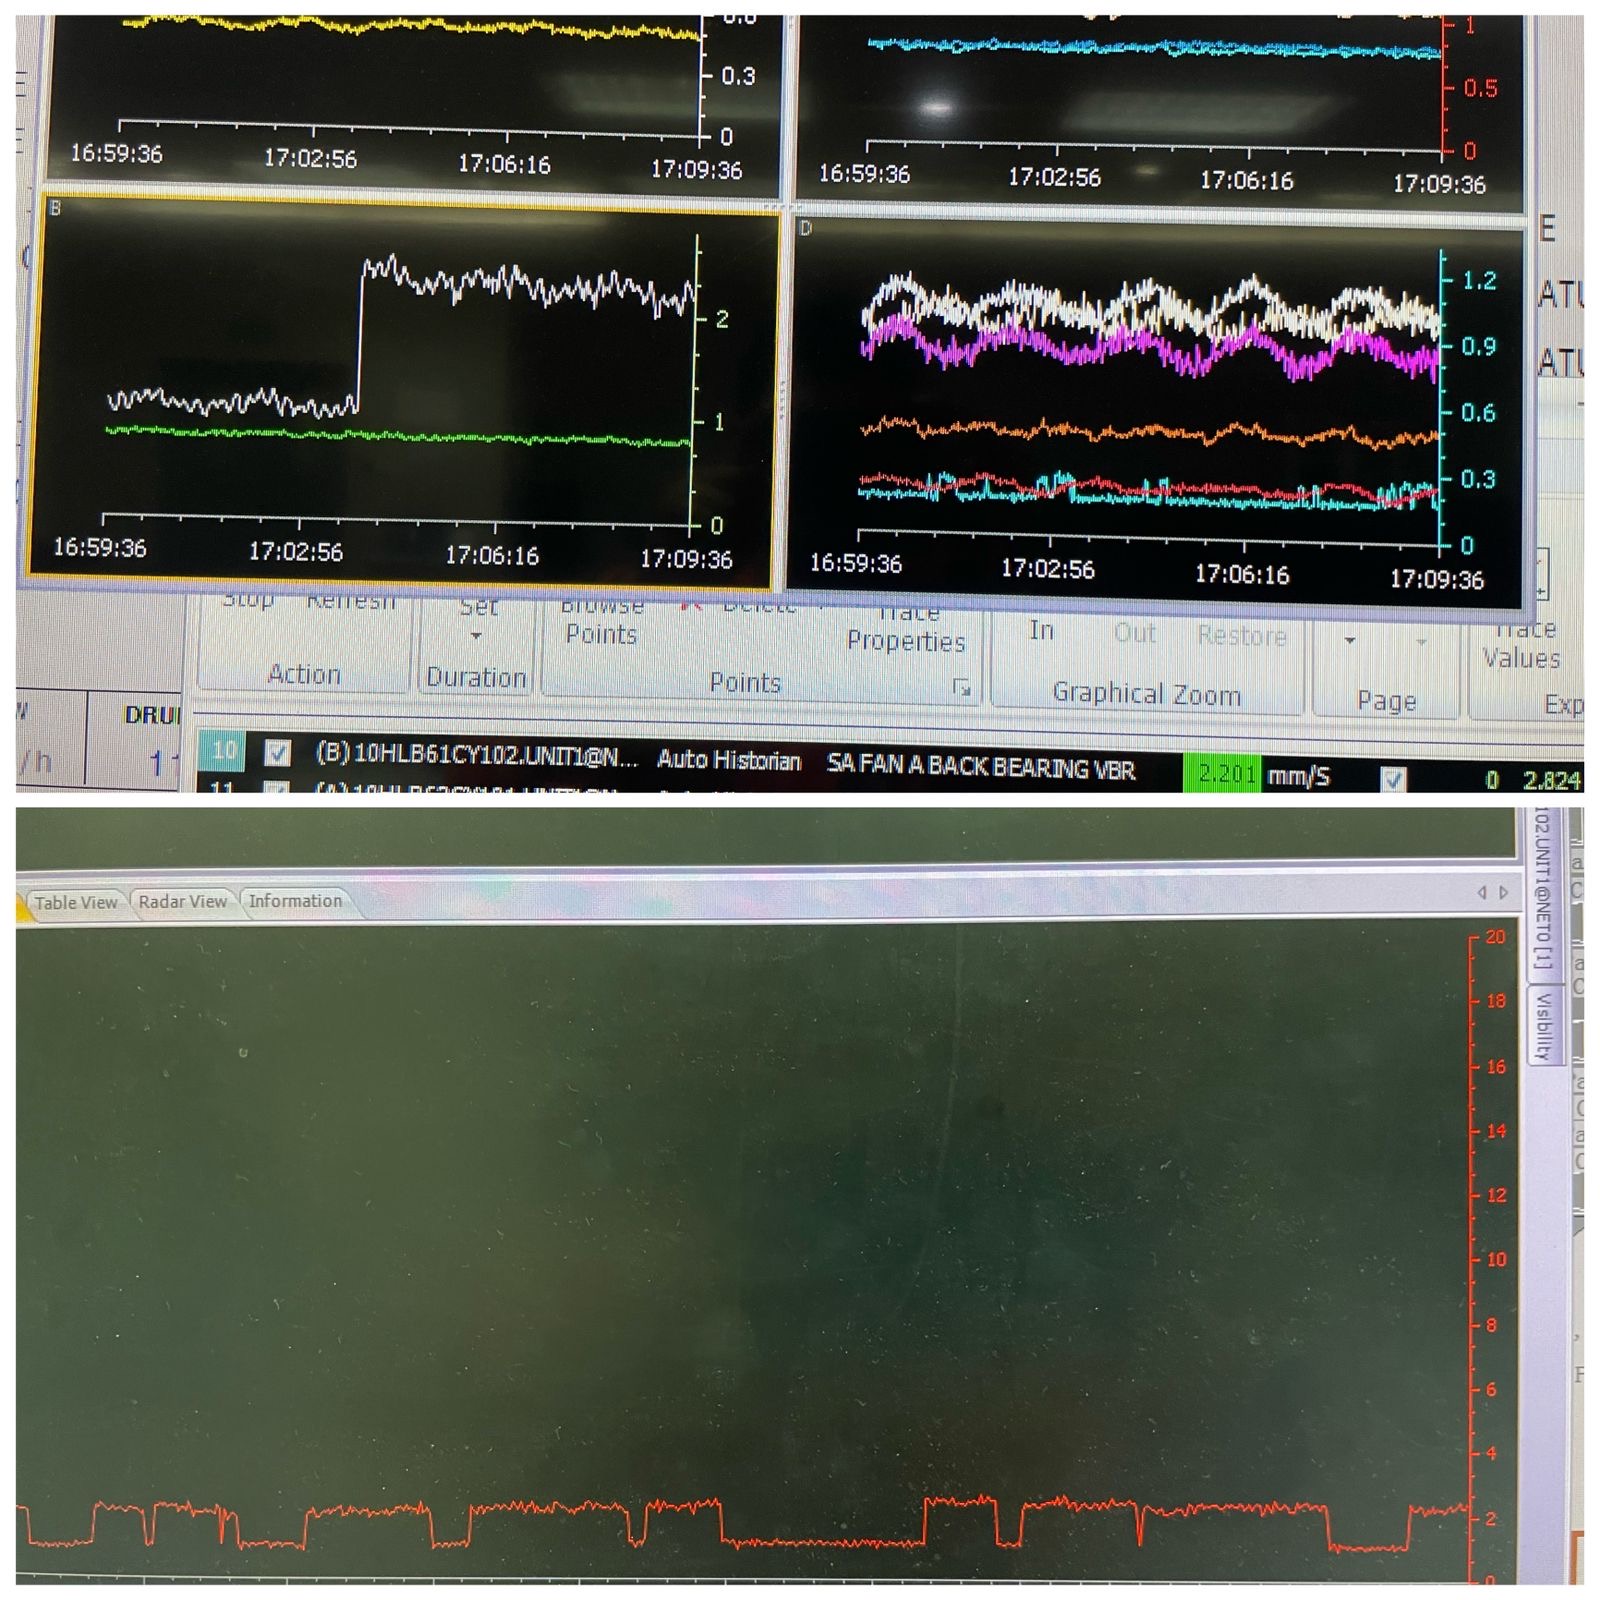 0.3
0
16:59:36 17:02:56 17:06:16 17:09:36
1
0.5
0
16:59:36 17:02:56 17:06:16 17:09:36
B
2
1
0
16:59:36 17:02:56 17:06:16 17:09:36
D
1.2
0.9
0.6
0.3
0
16:59:36 17:02:56 17:06:16 17:09:36
E
ATU
ATU
Stop Refresh
Action
Set
Duration
Browse
Points
Delete
Trace
Properties
Points
In Out Restore
Graphical Zoom
Page
Trace
Values
Exp
DRU
/h
10 (B) 10HLB61CY102.UNIT1@N... Auto Historian SA FAN A BACK BEARING VBR 2.201 mm/S 0 2.824
11
Table View Radar View Information
102.UNIT1@NET0 [1]
Visibility
20
18
16
14
12
10
8
6
4
2
0